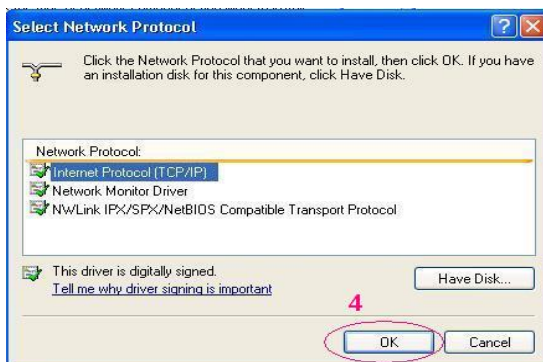 Select Network Protocol
Click the Network Protocol that you want to install, then click OK. If you have
an installation disk for this component, click Have Disk.
Network Protocol:
Internet Protocol (TCP/IP)
Network Monitor Driver
NWLink IPX/SPX/NetBIOS Compatible Transport Protocol
This driver is digitally signed.
Tell me why driver signing is important
Have Disk...
4
OK
Cancel